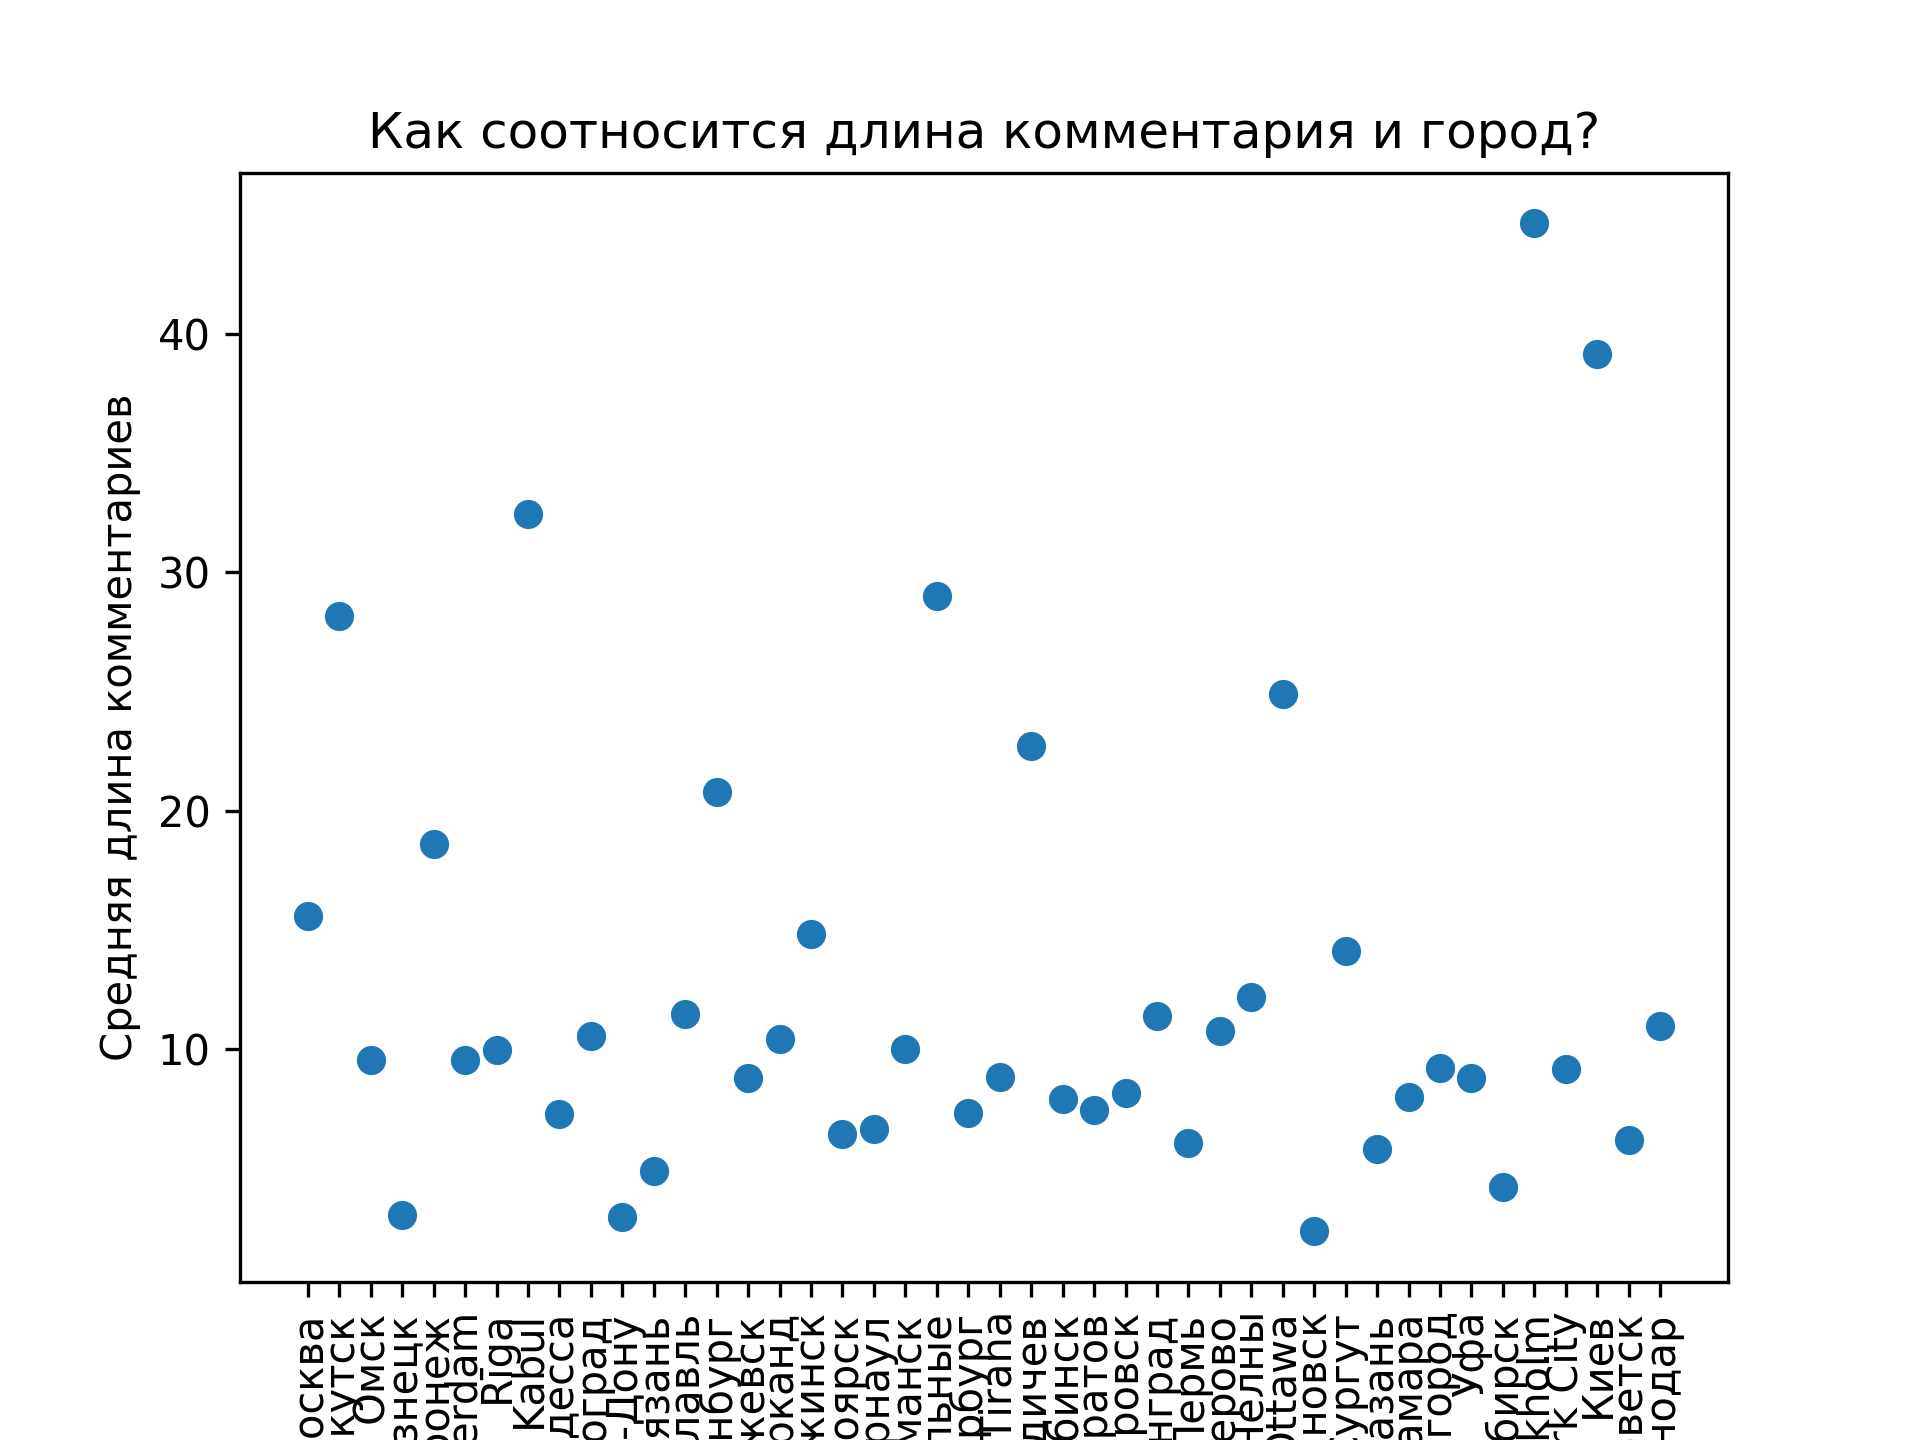 Как соотносится длина комментария и город?
Средняя длина комментариев
40
30
20
10
осква
кутск
Омск
знецк
ронеж
erdam
Riga
Kabul
десса
оград
-Дону
язань
лавль
нбург
жевск
оканд
жинск
оярск
рнаул
манск
льные
рбург
Tirana
дичев
бинск
ратов
ровск
нград
Пермь
ерово
Челны
Ottawa
новск
ургут
азань
амара
город
Уфа
бирск
kholm
rk City
Киев
ветск
нодар